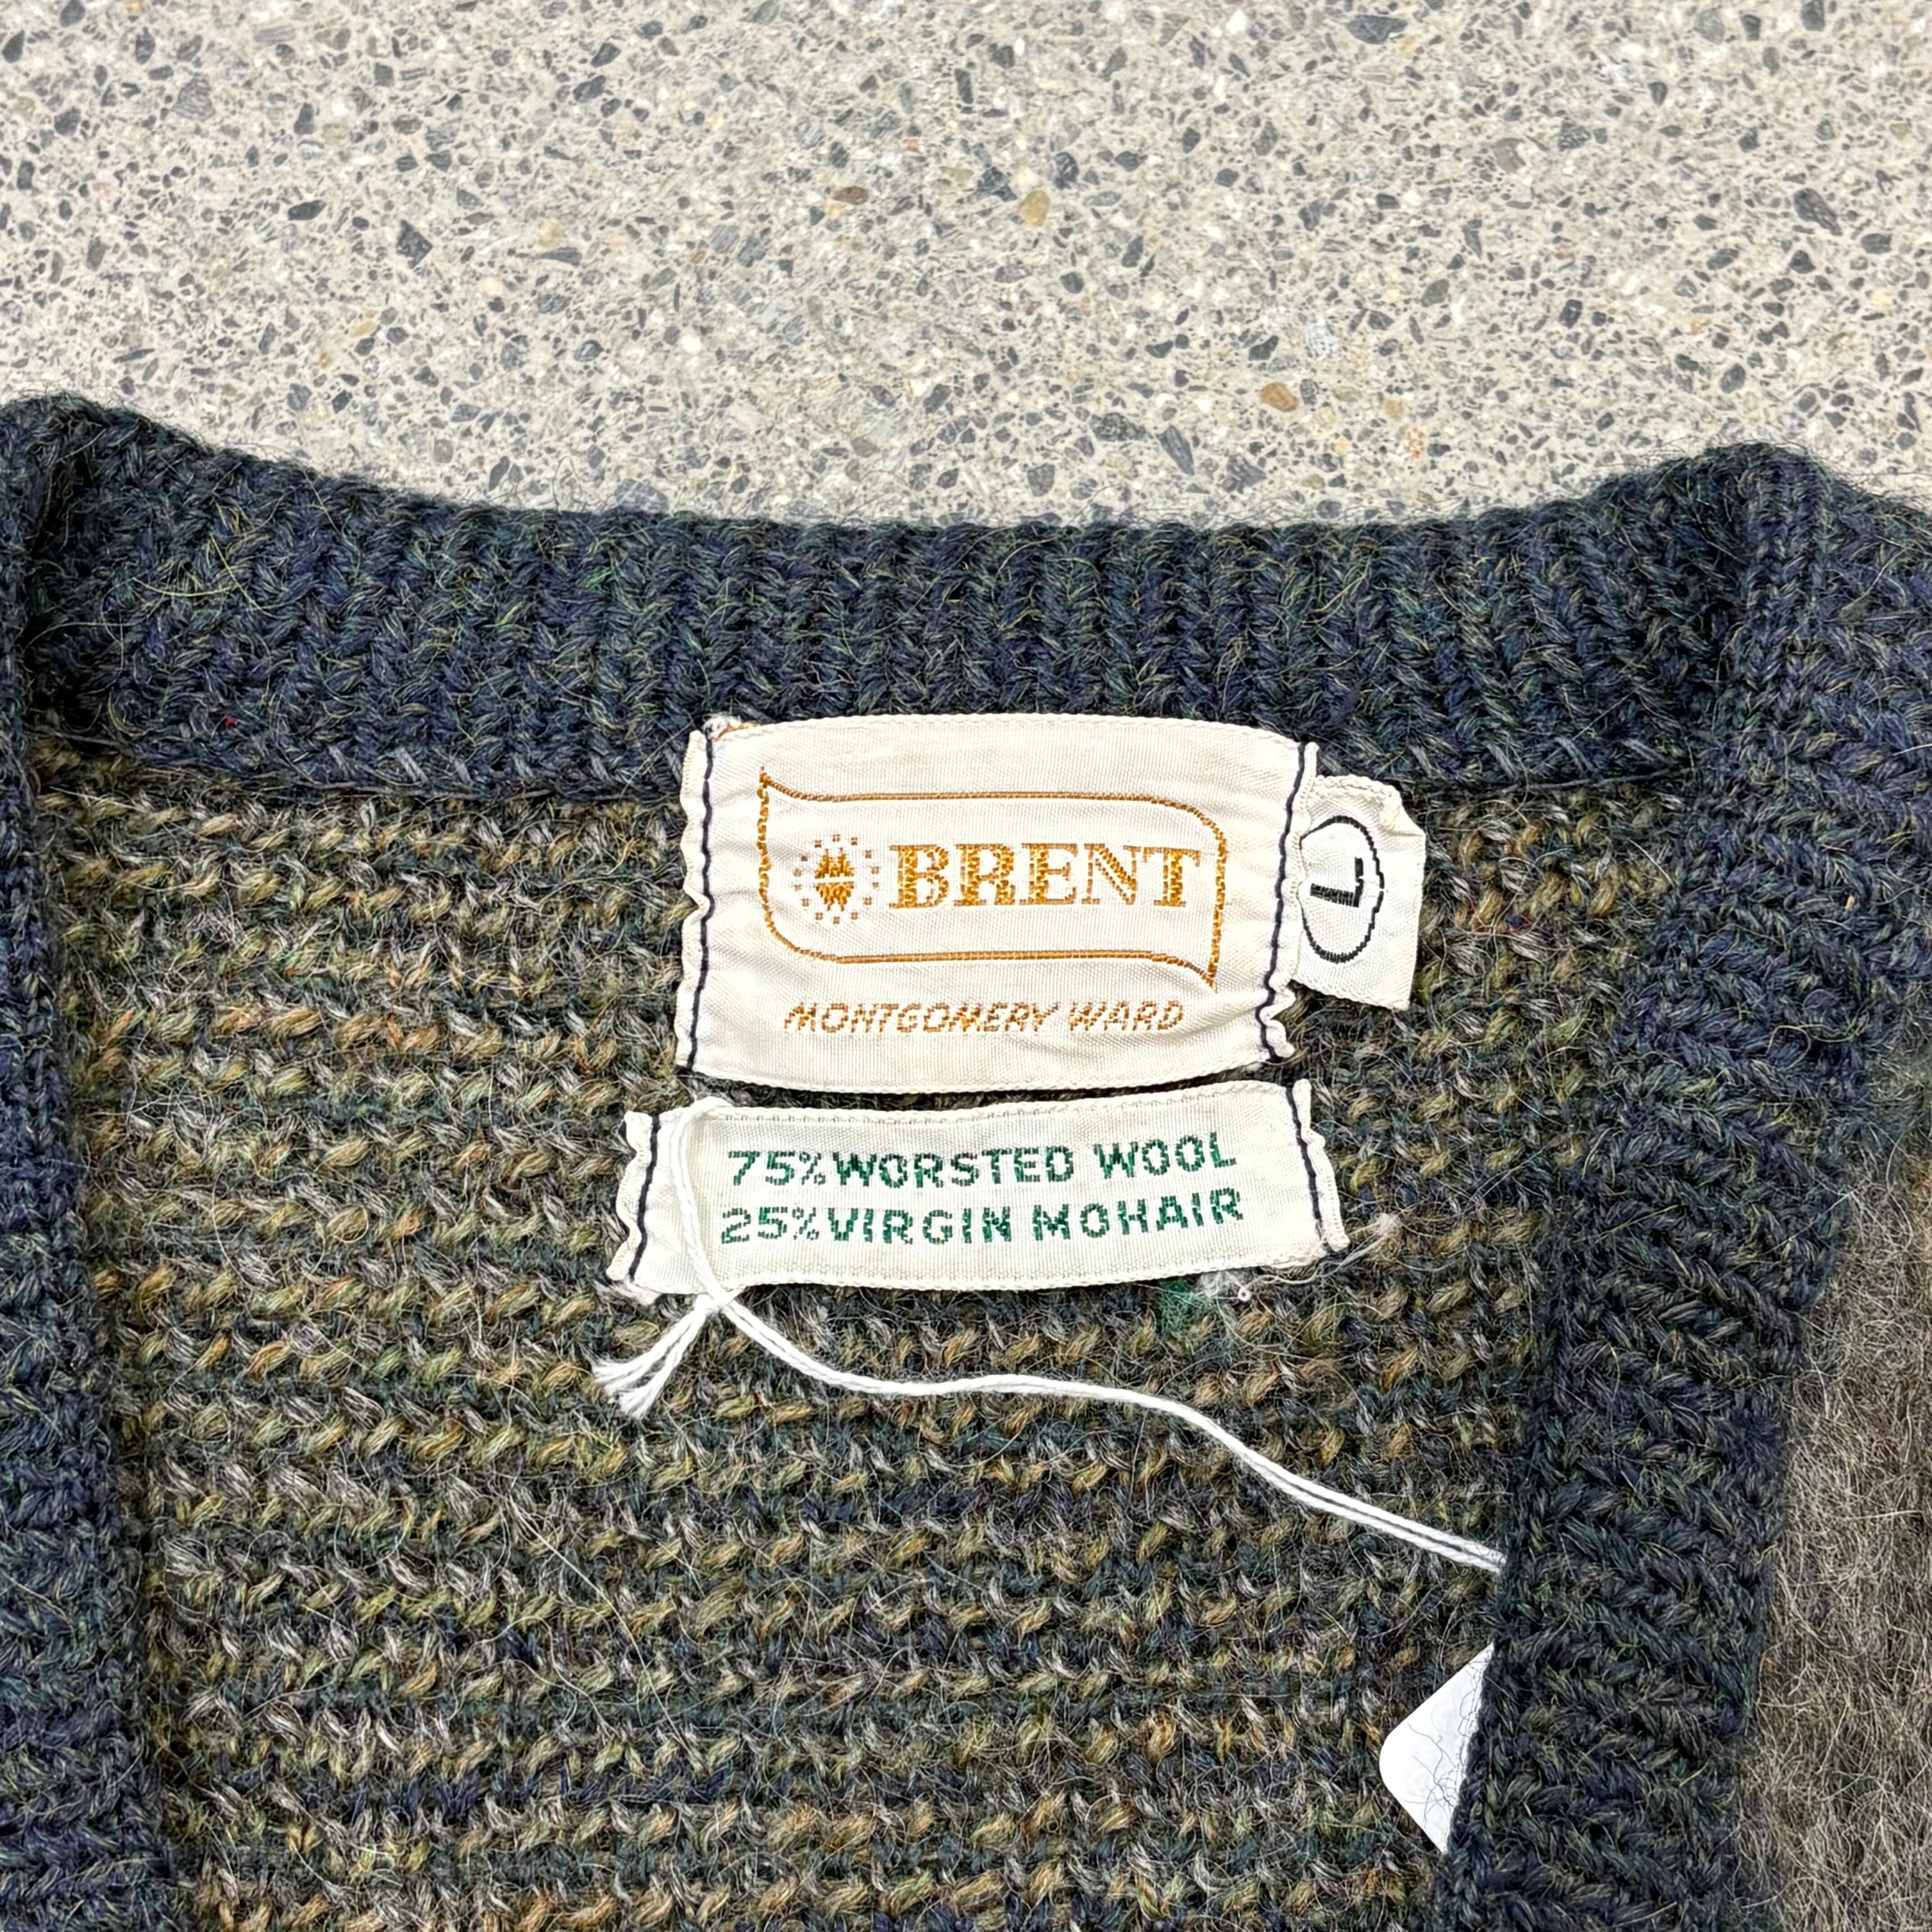 BRENT
MONTGOMERY WARD
L
75% WORSTED WOOL
25% VIRGIN MOHAIR